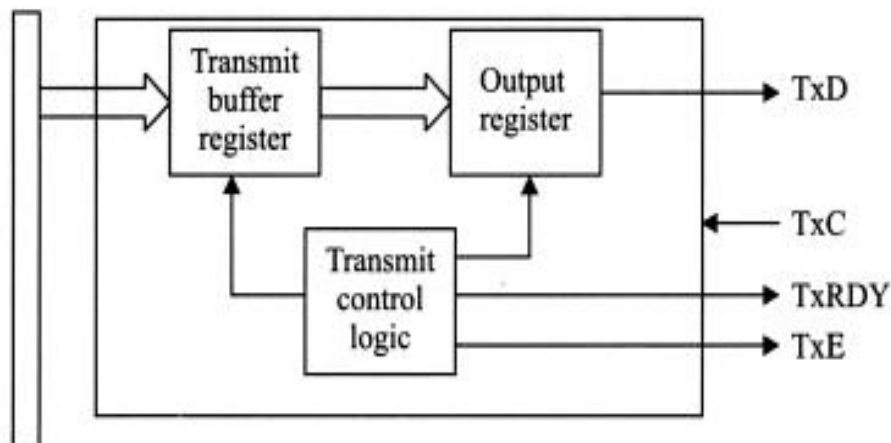 Transmit
buffer
register
Output
register
TxD
TxC
Transmit
control
logic
TxRDY
TxE